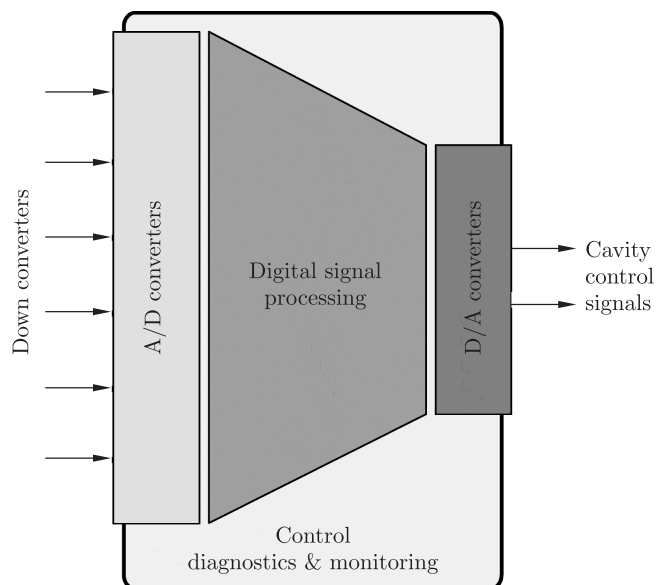 Down converters
A/D converters
Digital signal
processing
D/A converters
Cavity
control
signals
Control
diagnostics & monitoring